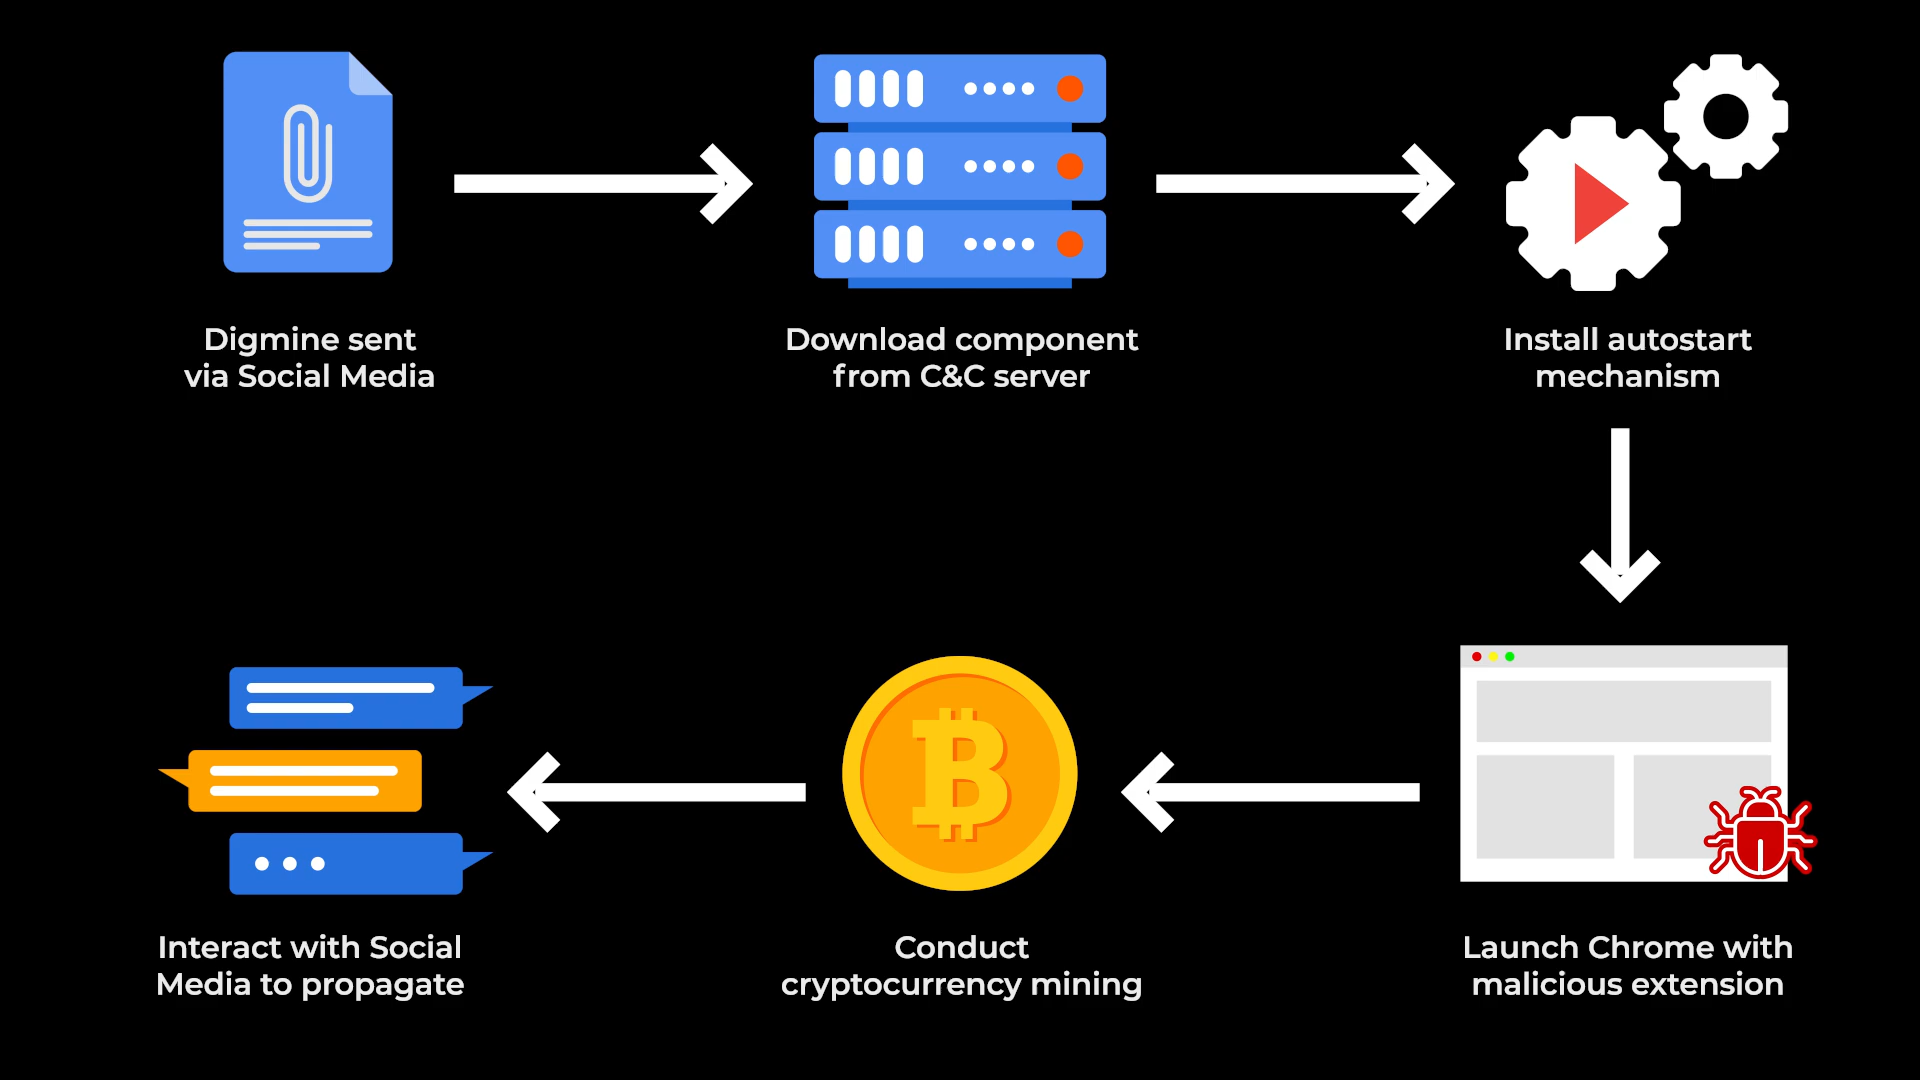 Digmine sent
via Social Media
Download component
from C&C server
Install autostart
mechanism
Launch Chrome with
malicious extension
Conduct
cryptocurrency mining
Interact with Social
Media to propagate